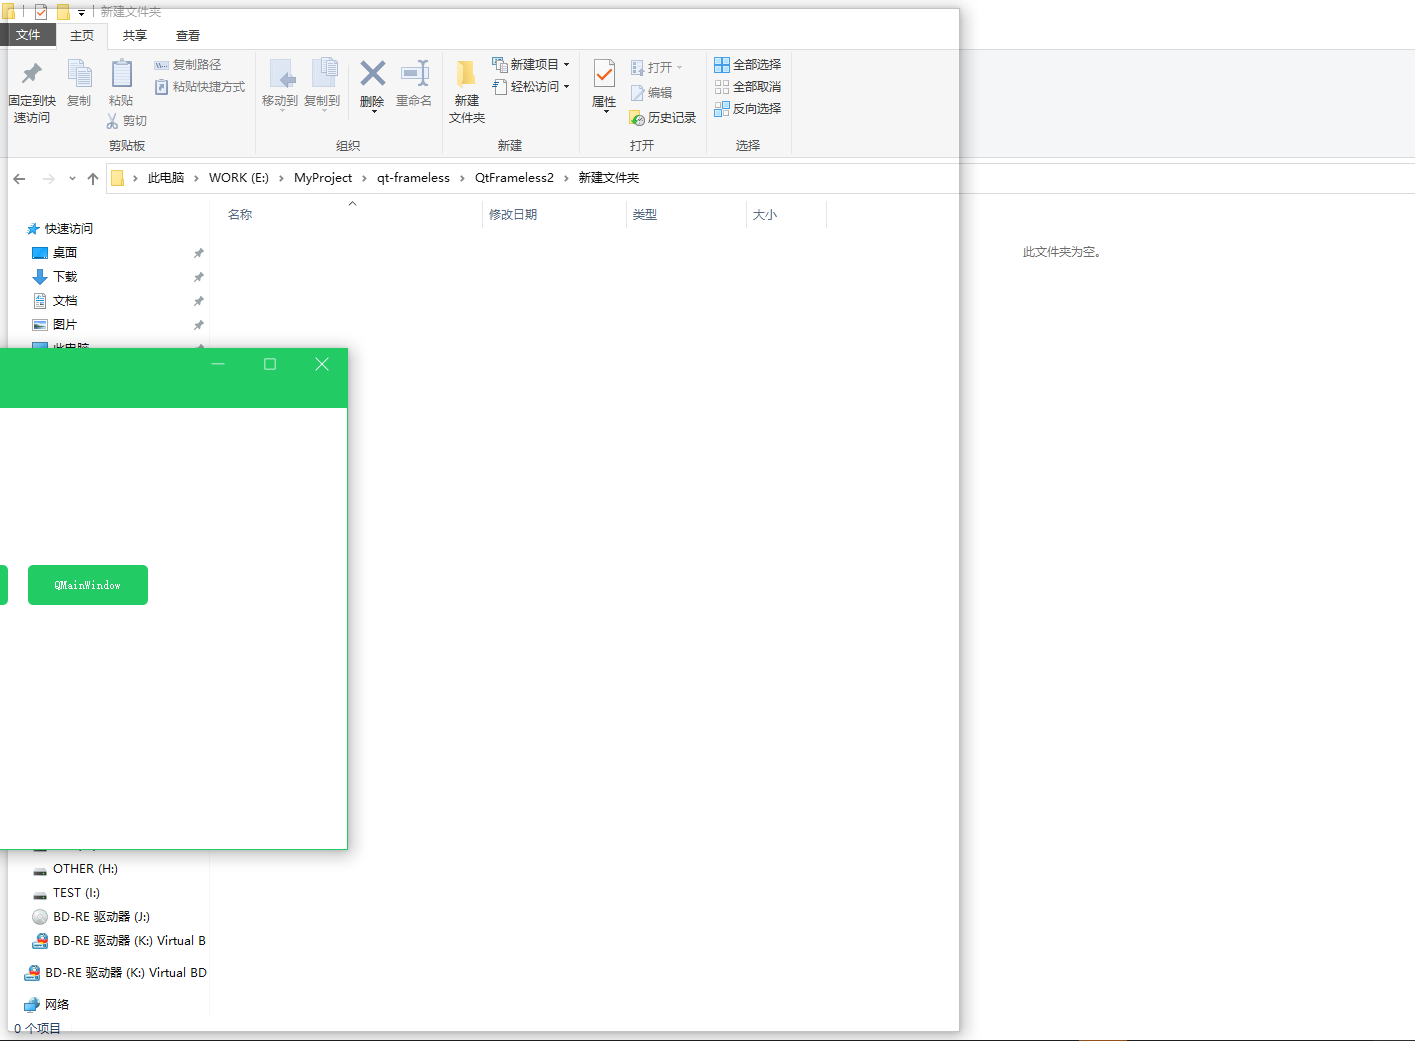 新建文件夹
文件 主页 共享 查看
固定到快速访问
复制
粘贴
复制路径
粘贴快捷方式
剪切
剪贴板
移动到
复制到
删除
重命名
组织
新建文件夹
新建项目
轻松访问
新建
属性
打开
编辑
历史记录
打开
全部选择
全部取消
反向选择
选择
此电脑 > WORK (E:) > MyProject > qt-frameless > QtFrameless2 > 新建文件夹
名称 修改日期 类型 大小
此文件夹为空。
快速访问
桌面
下载
文档
图片
此电脑
QMainWindow
OTHER (H:)
TEST (I:)
BD-RE 驱动器 (J:)
BD-RE 驱动器 (K:) Virtual B
BD-RE 驱动器 (K:) Virtual BD
网络
0 个项目